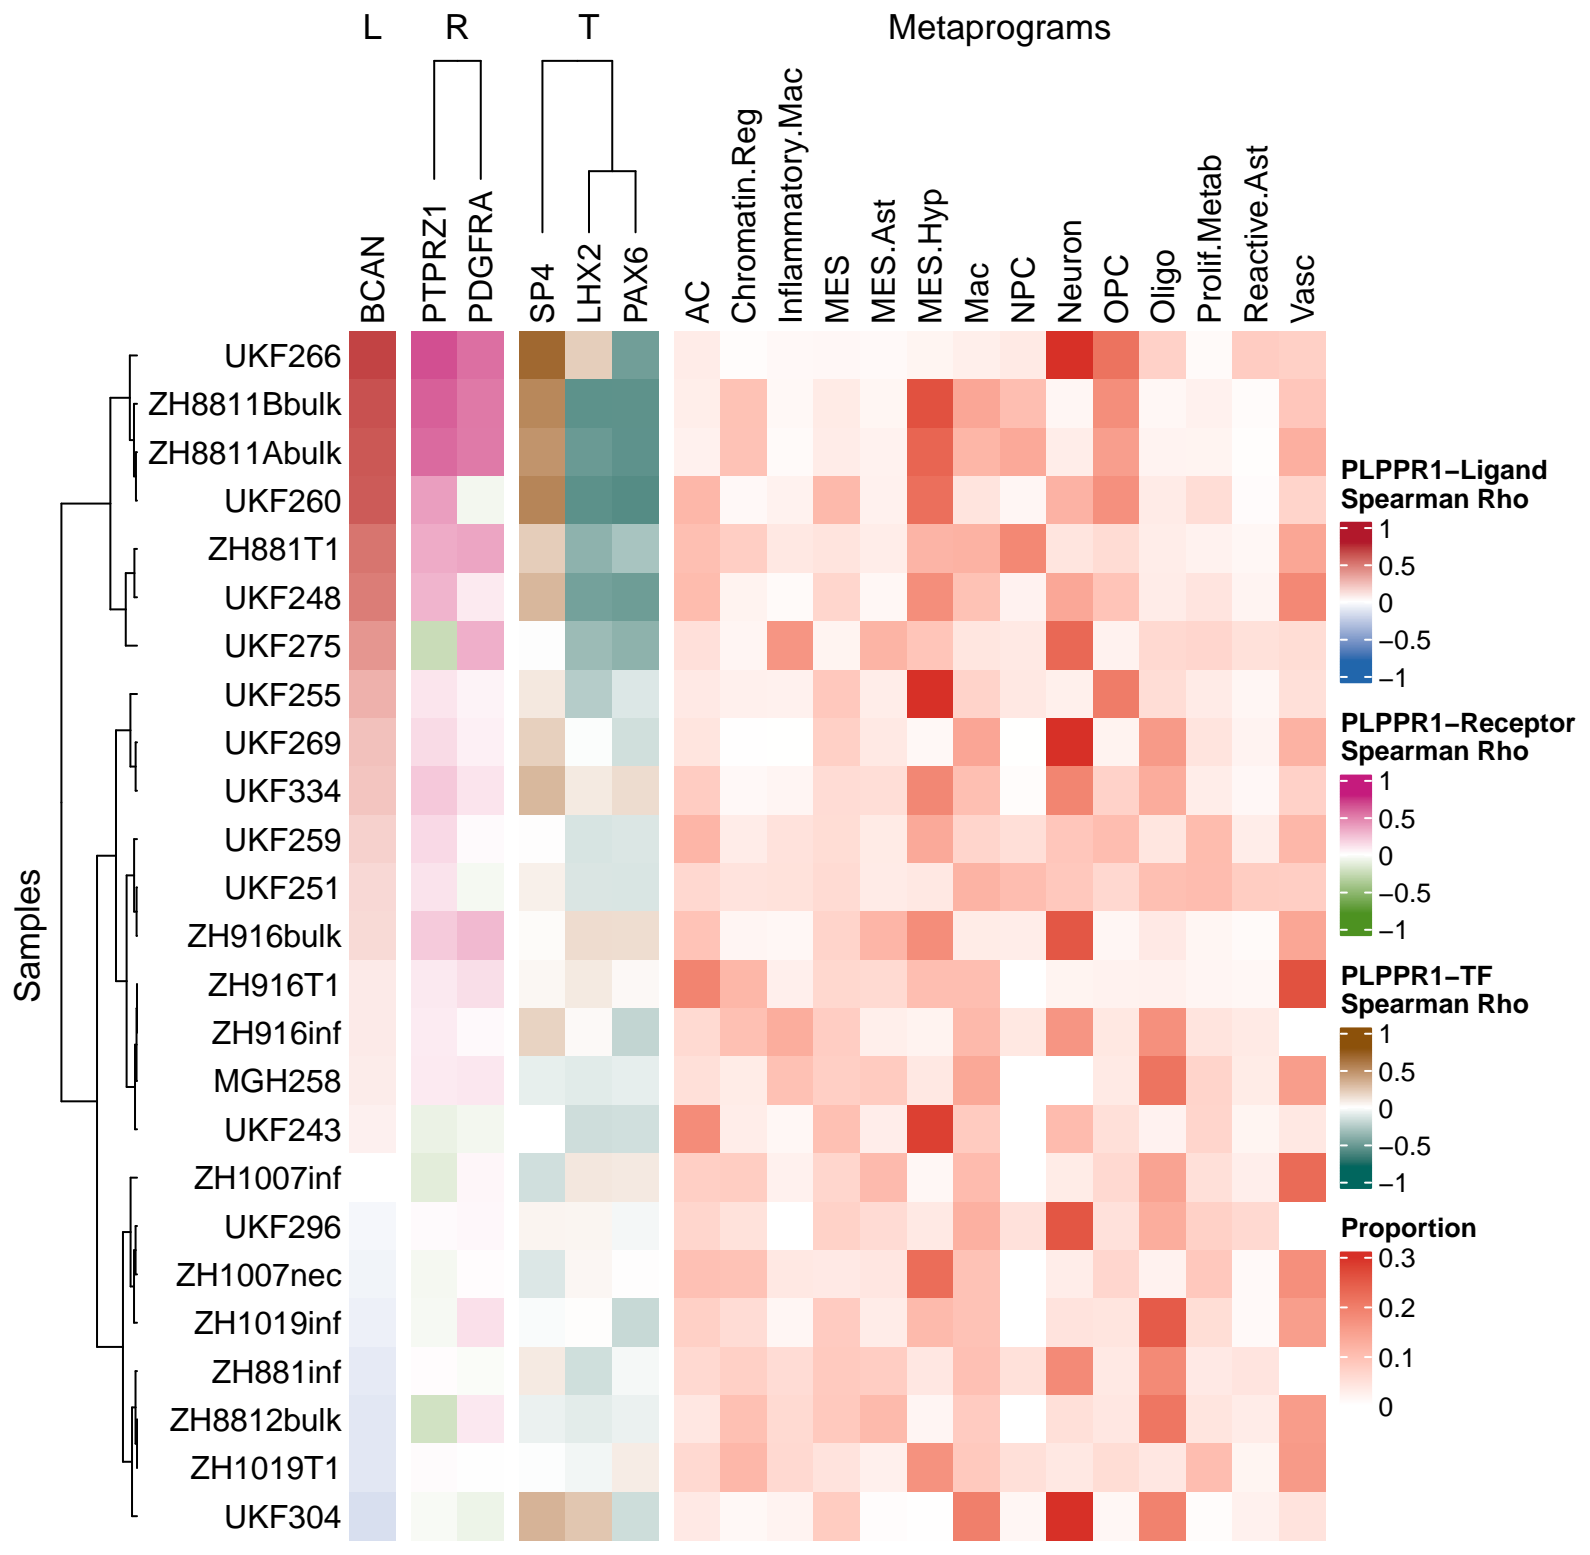 L R T Metaprograms
BCAN
PTPRZ1
PDGFRA
SP4
LHX2
PAX6
AC
Chromatin.Reg
Inflammatory.Mac
MES
MES.Ast
MES.Hyp
Mac
NPC
Neuron
OPC
Oligo
Prolif.Metab
Reactive.Ast
Vasc
Samples
UKF266
ZH8811Bbulk
ZH8811Abulk
UKF260
ZH881T1
UKF248
UKF275
UKF255
UKF269
UKF334
UKF259
UKF251
ZH916bulk
ZH916T1
ZH916inf
MGH258
UKF243
ZH1007inf
UKF296
ZH1007nec
ZH1019inf
ZH881inf
ZH8812bulk
ZH1019T1
UKF304
PLPPR1−Ligand
Spearman Rho
1
0.5
0
−0.5
−1
PLPPR1−Receptor
Spearman Rho
1
0.5
0
−0.5
−1
PLPPR1−TF
Spearman Rho
1
0.5
0
−0.5
−1
Proportion
0.3
0.2
0.1
0